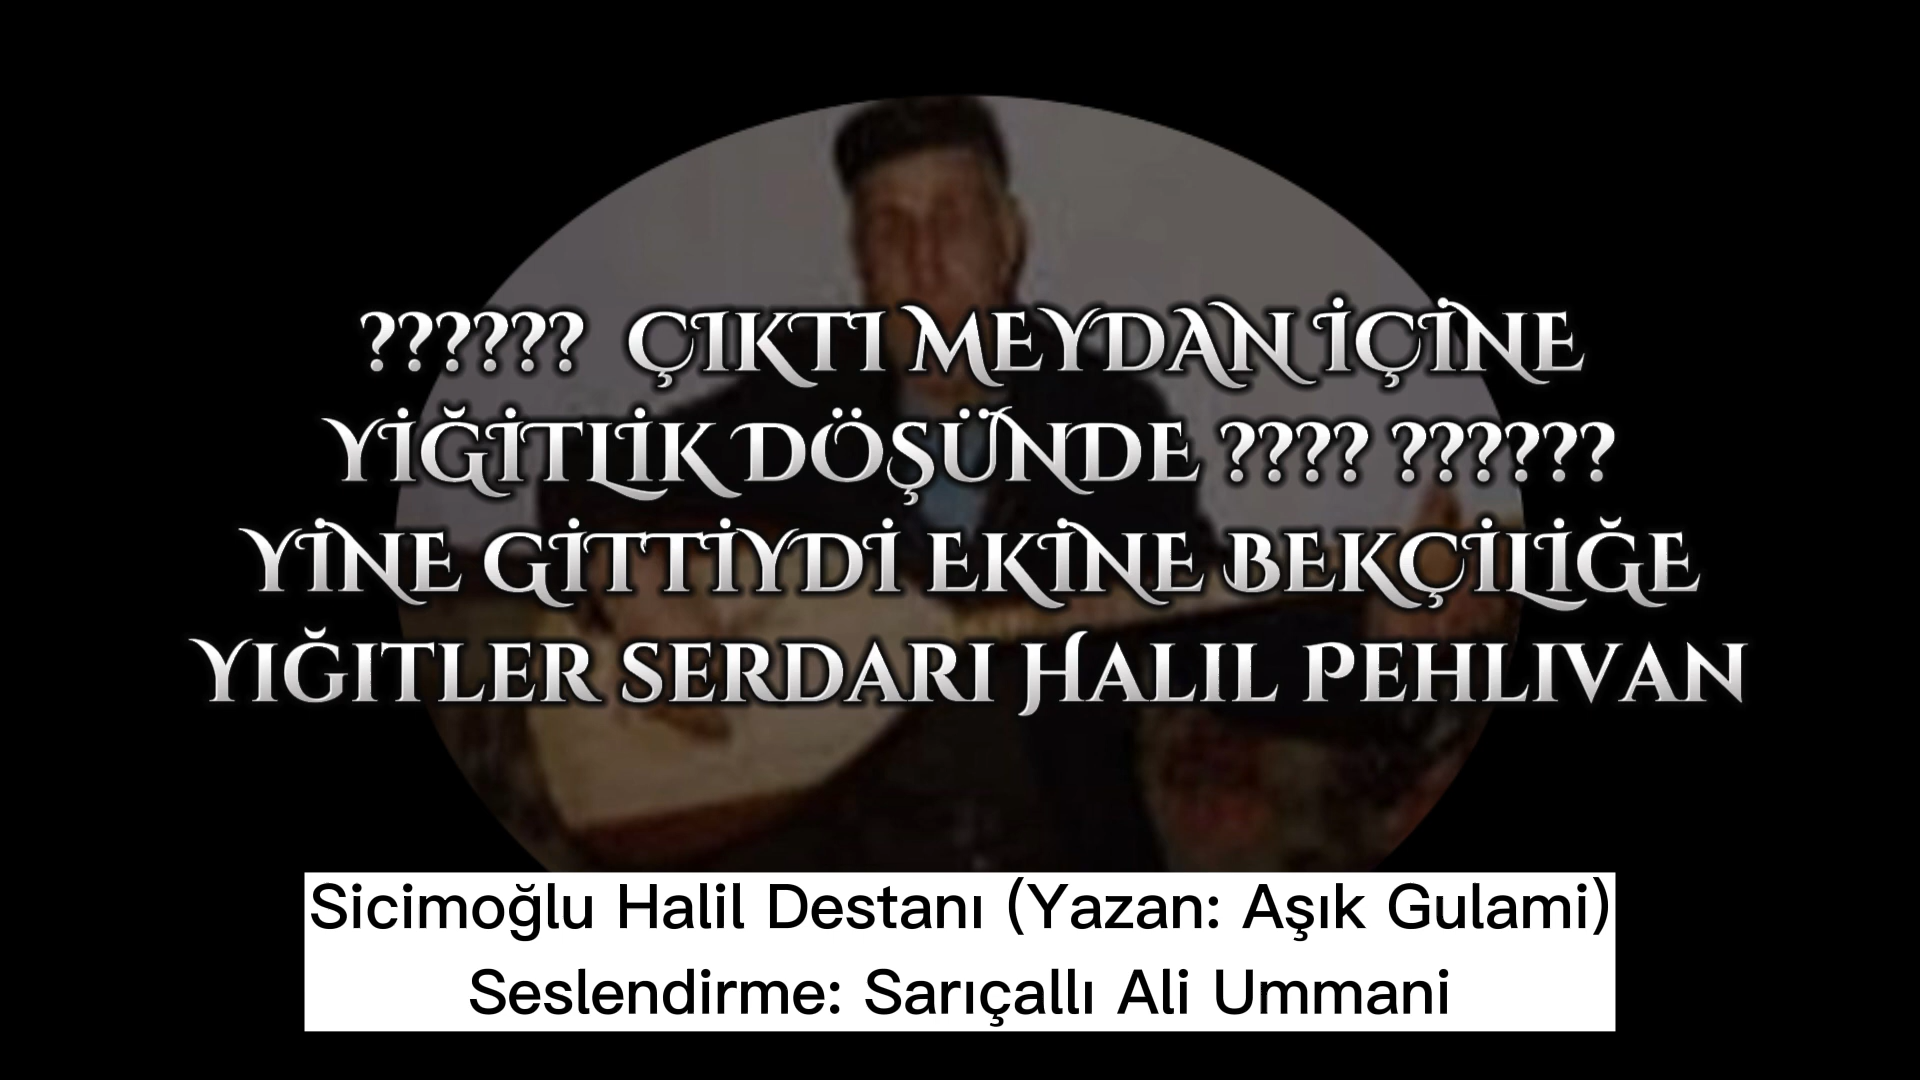 ?????? ÇIKTI MEYDAN İÇİNE
YİĞİTLİK DÖŞÜNDE ???? ??????
YİNE GİTTİYDİ EKİNE BEKÇİLİĞE
YIĞITLER SERDARI HALIL PEHLIVAN
Sicimoğlu Halil Destanı (Yazan: Aşık Gulami)
Seslendirme: Sarıçallı Ali Ummani